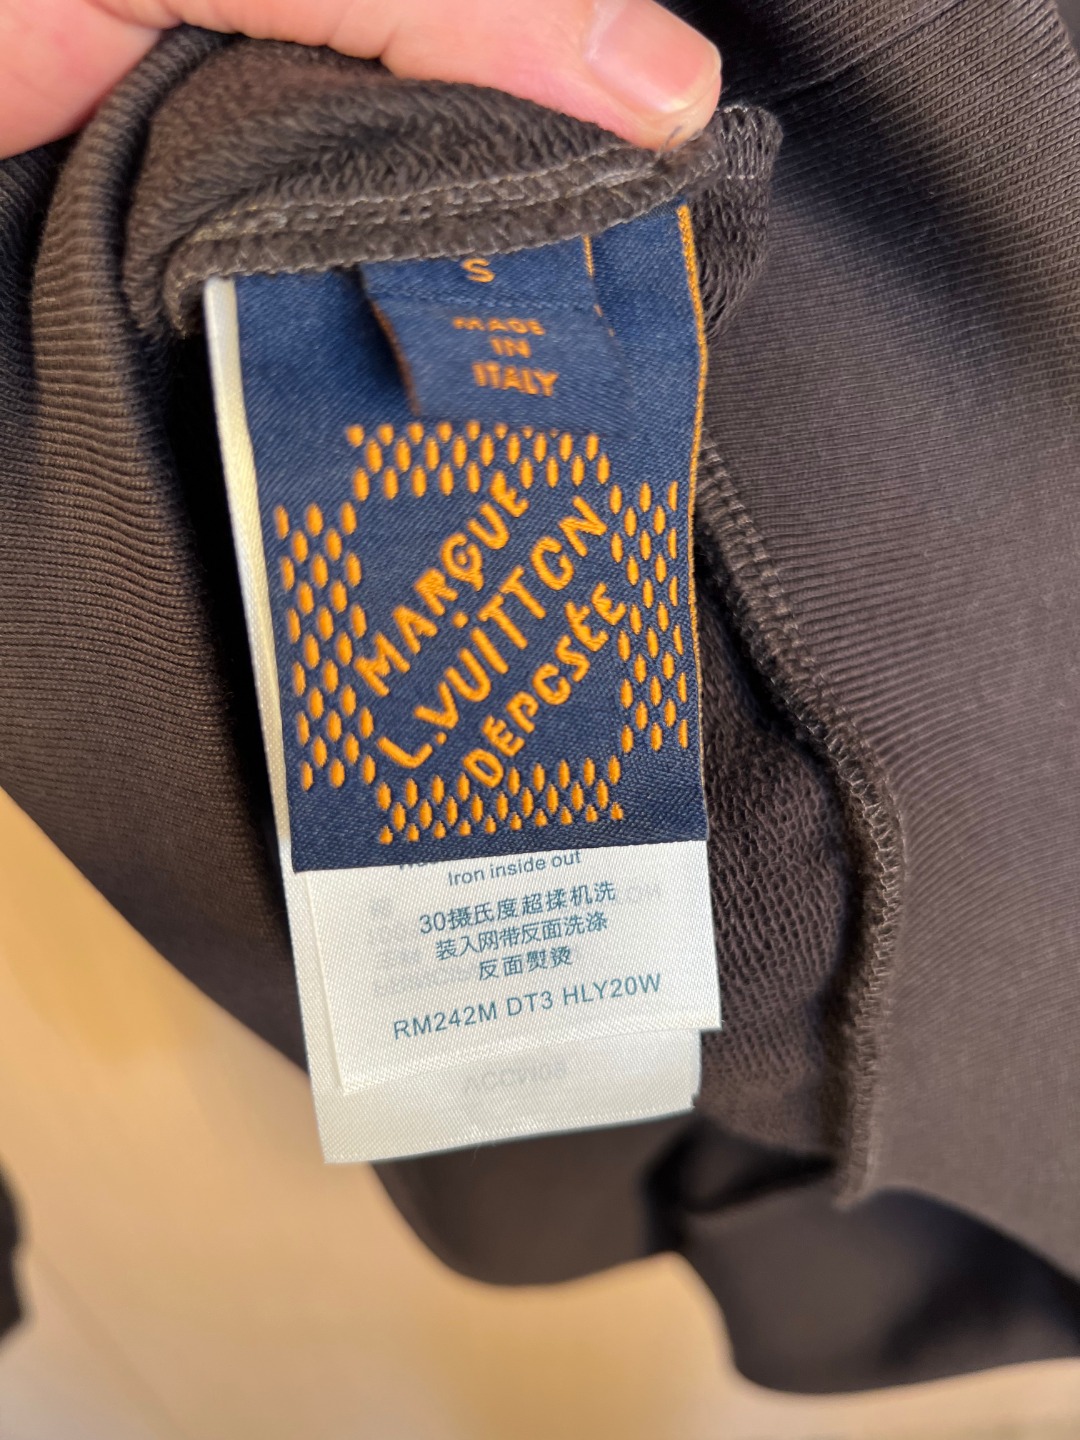 S
MADE
IN
ITALY
MARQUE
L.VUITTON
DÉPOSÉE
Iron inside out
30摄氏度超揉机洗
装入网带反面洗涤
反面熨烫
RM242M DT3 HLY20W